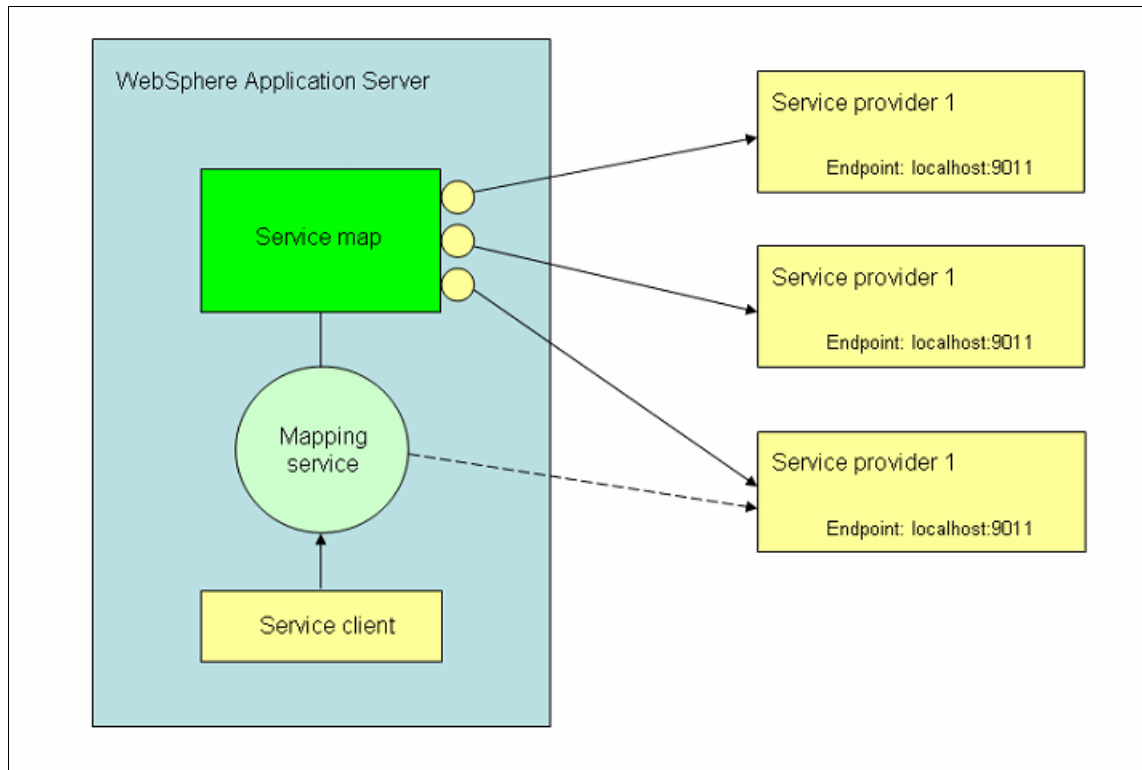 WebSphere Application Server
Service map
Mapping
service
Service client
Service provider 1
Endpoint: localhost:9011
Service provider 1
Endpoint: localhost:9011
Service provider 1
Endpoint: localhost:9011